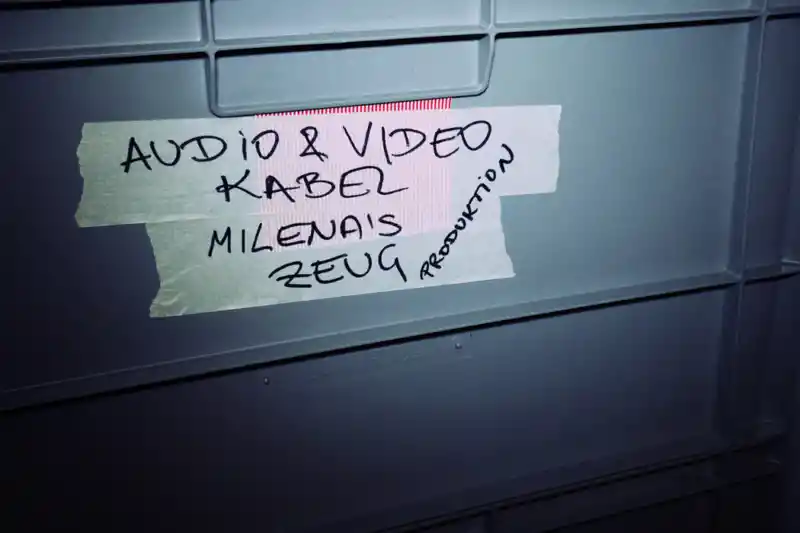 AUDIO & VIDEO
KABEL
MILENA'S
ZEUG
PRODUKTION